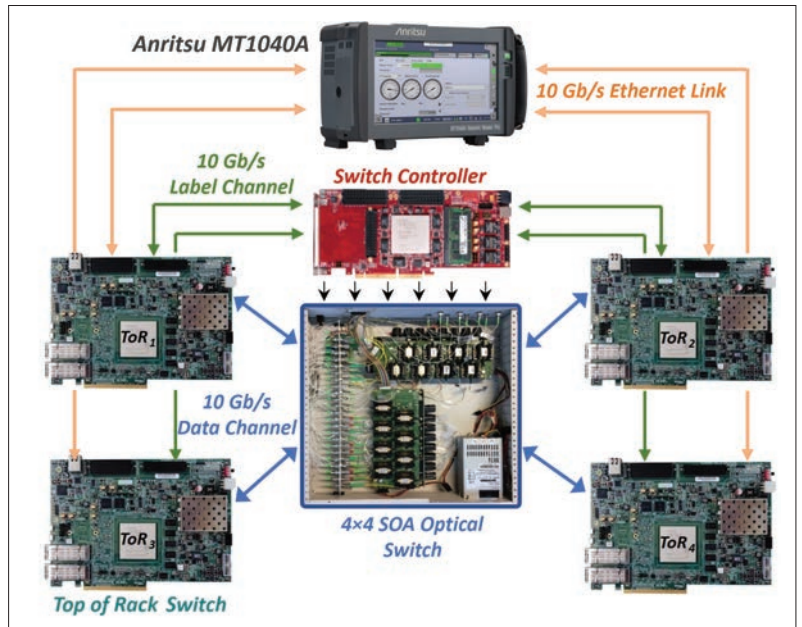 Anritsu MT1040A
Anritsu
10 Gb/s Ethernet Link
10 Gb/s
Label Channel
Switch Controller
ToR1
ToR2
10 Gb/s
Data Channel
4×4 SOA Optical
Switch
ToR3
ToR4
Top of Rack Switch